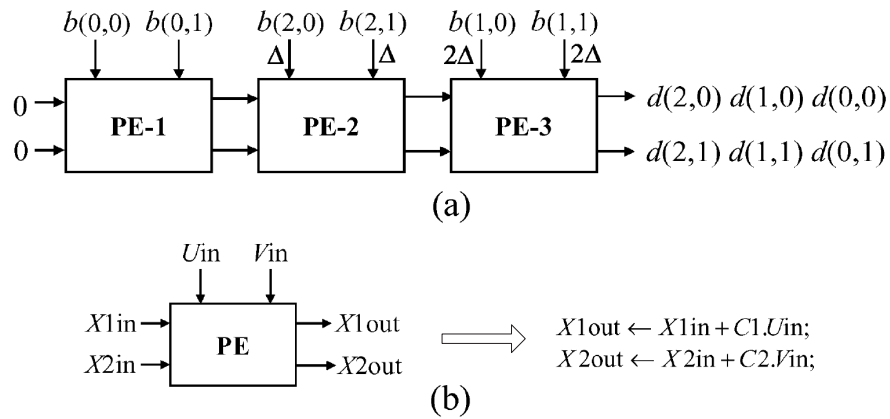 b(0,0) b(0,1) b(2,0) b(2,1) b(1,0) b(1,1)
Δ Δ 2Δ 2Δ
0 PE-1 PE-2 PE-3 d(2,0) d(1,0) d(0,0)
0 d(2,1) d(1,1) d(0,1)
(a)
Uin Vin
X1in X1out X1out ← X1in + C1.Uin;
PE
X2in X2out X2out ← X2in + C2.Vin;
(b)